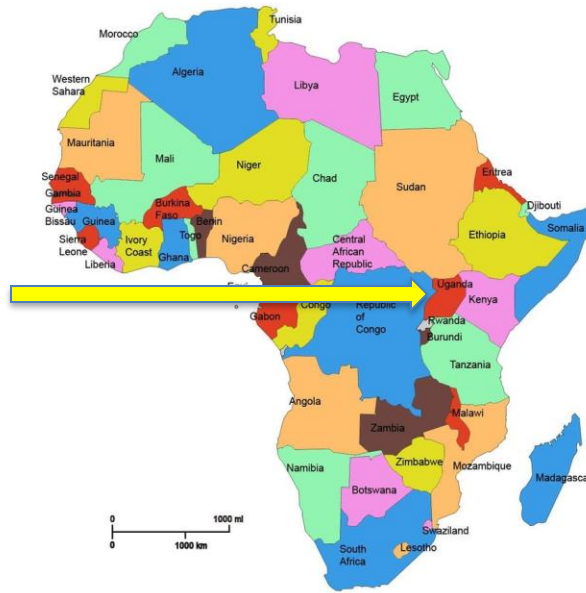 Tunisia
Morocco
Algeria
Western
Sahara
Libya
Egypt
Mauritania
Mali
Niger
Chad
Sudan
Eritrea
Senegal
Gambia
Guinea
Bissau
Guinea
Burkina
Faso
Benin
Djibouti
Somalia
Sierra
Leone
Ivory
Coast
Togo
Ghana
Nigeria
Ethiopia
Liberia
Central
African
Republic
Cameroon
Uganda
Kenya
Gabon
Congo
Republic
of
Congo
Rwanda
Burundi
Tanzania
Angola
Malawi
Zambia
Mozambique
Zimbabwe
Namibia
Botswana
Madagasca
Swaziland
South
Africa
Lesotho
0 1000 mi
0 1000 km